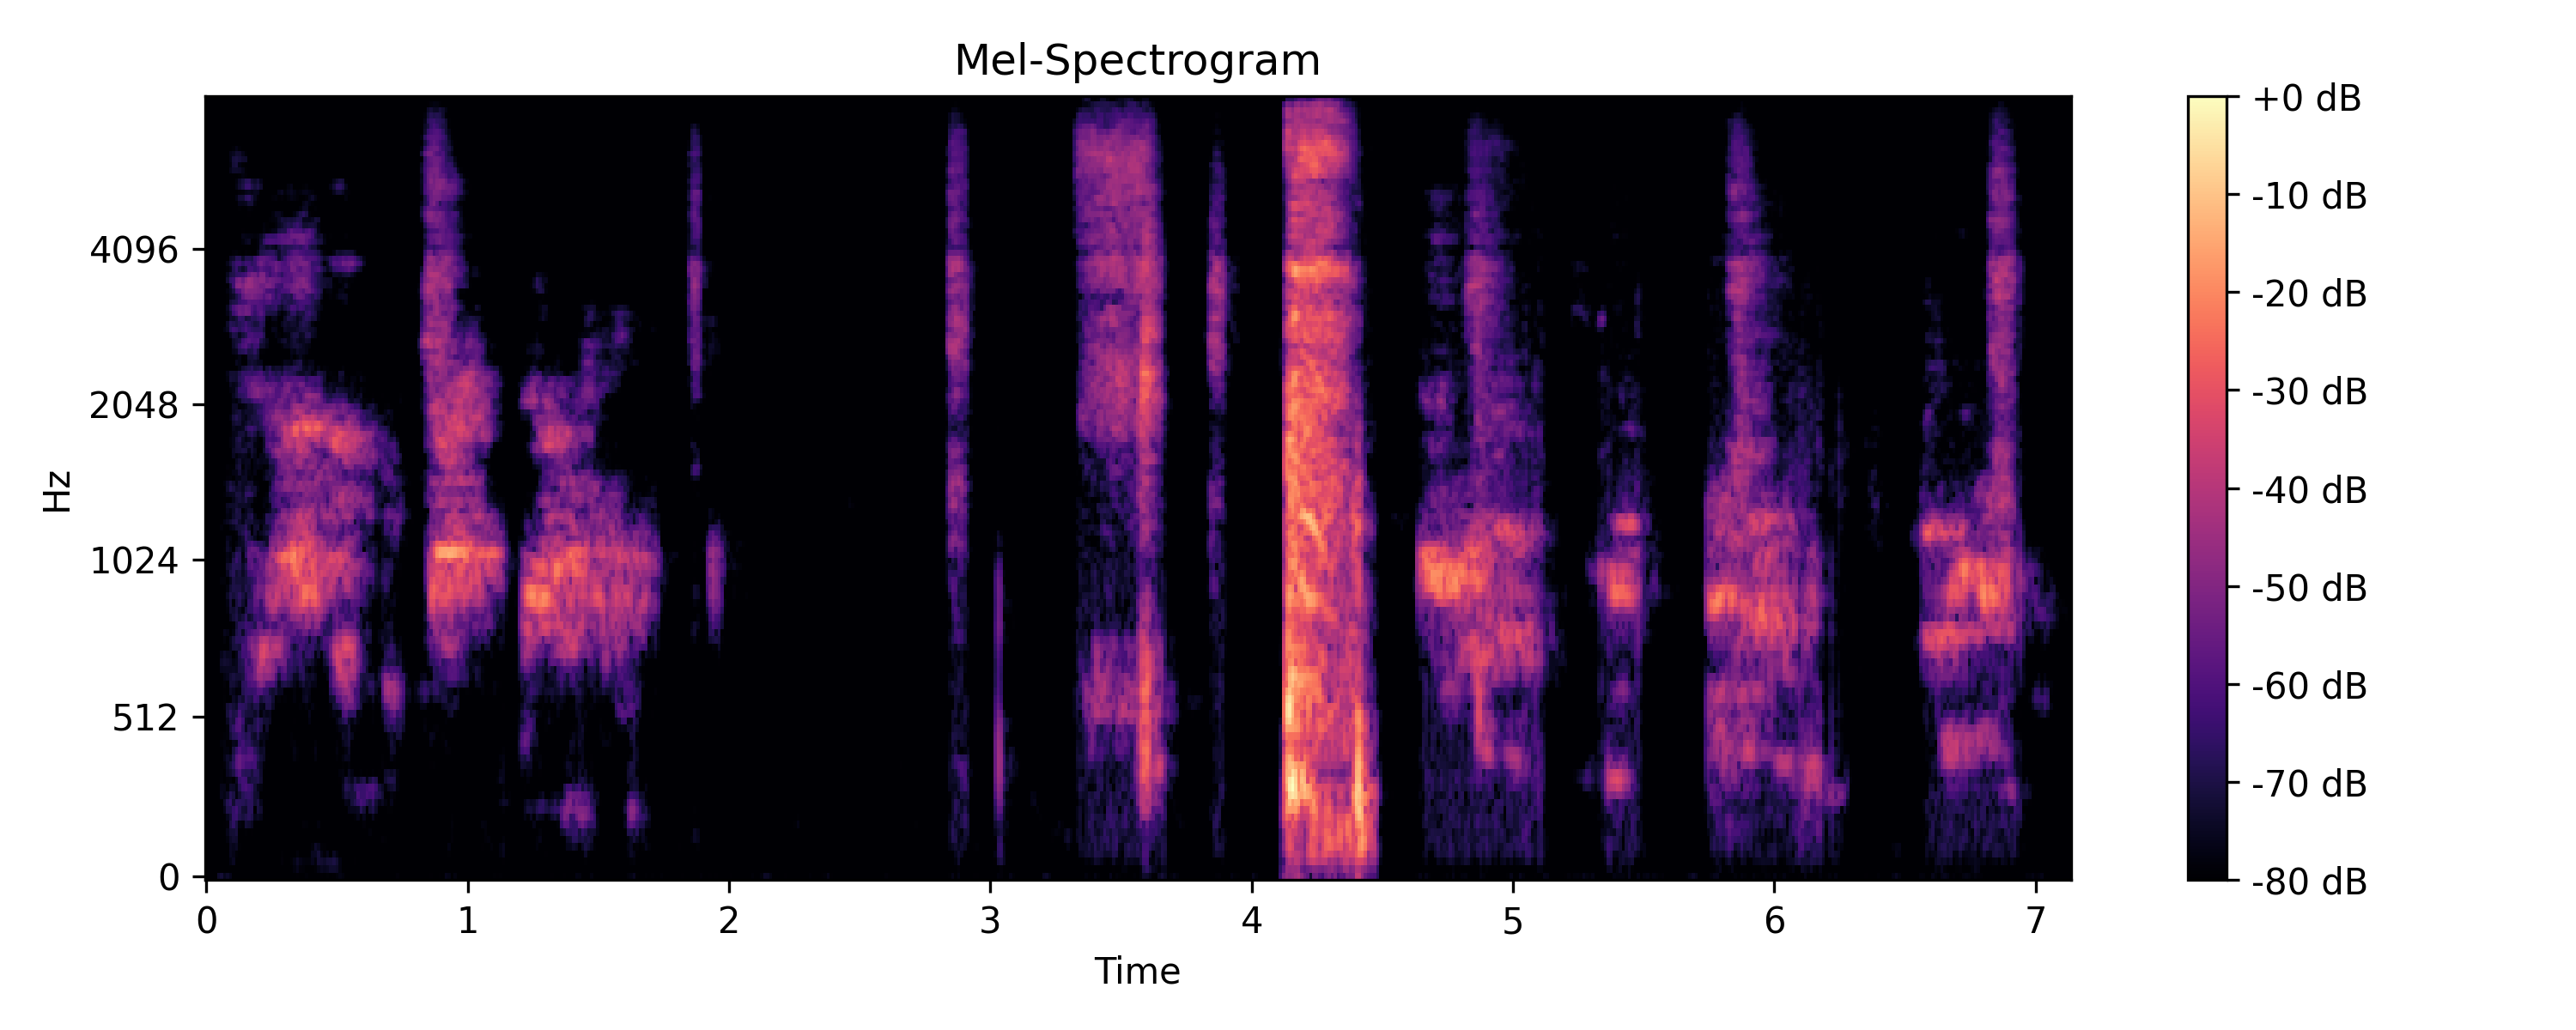 Mel-Spectrogram
Hz
4096
2048
1024
512
0
0 1 2 3 4 5 6 7
Time
+0 dB
-10 dB
-20 dB
-30 dB
-40 dB
-50 dB
-60 dB
-70 dB
-80 dB